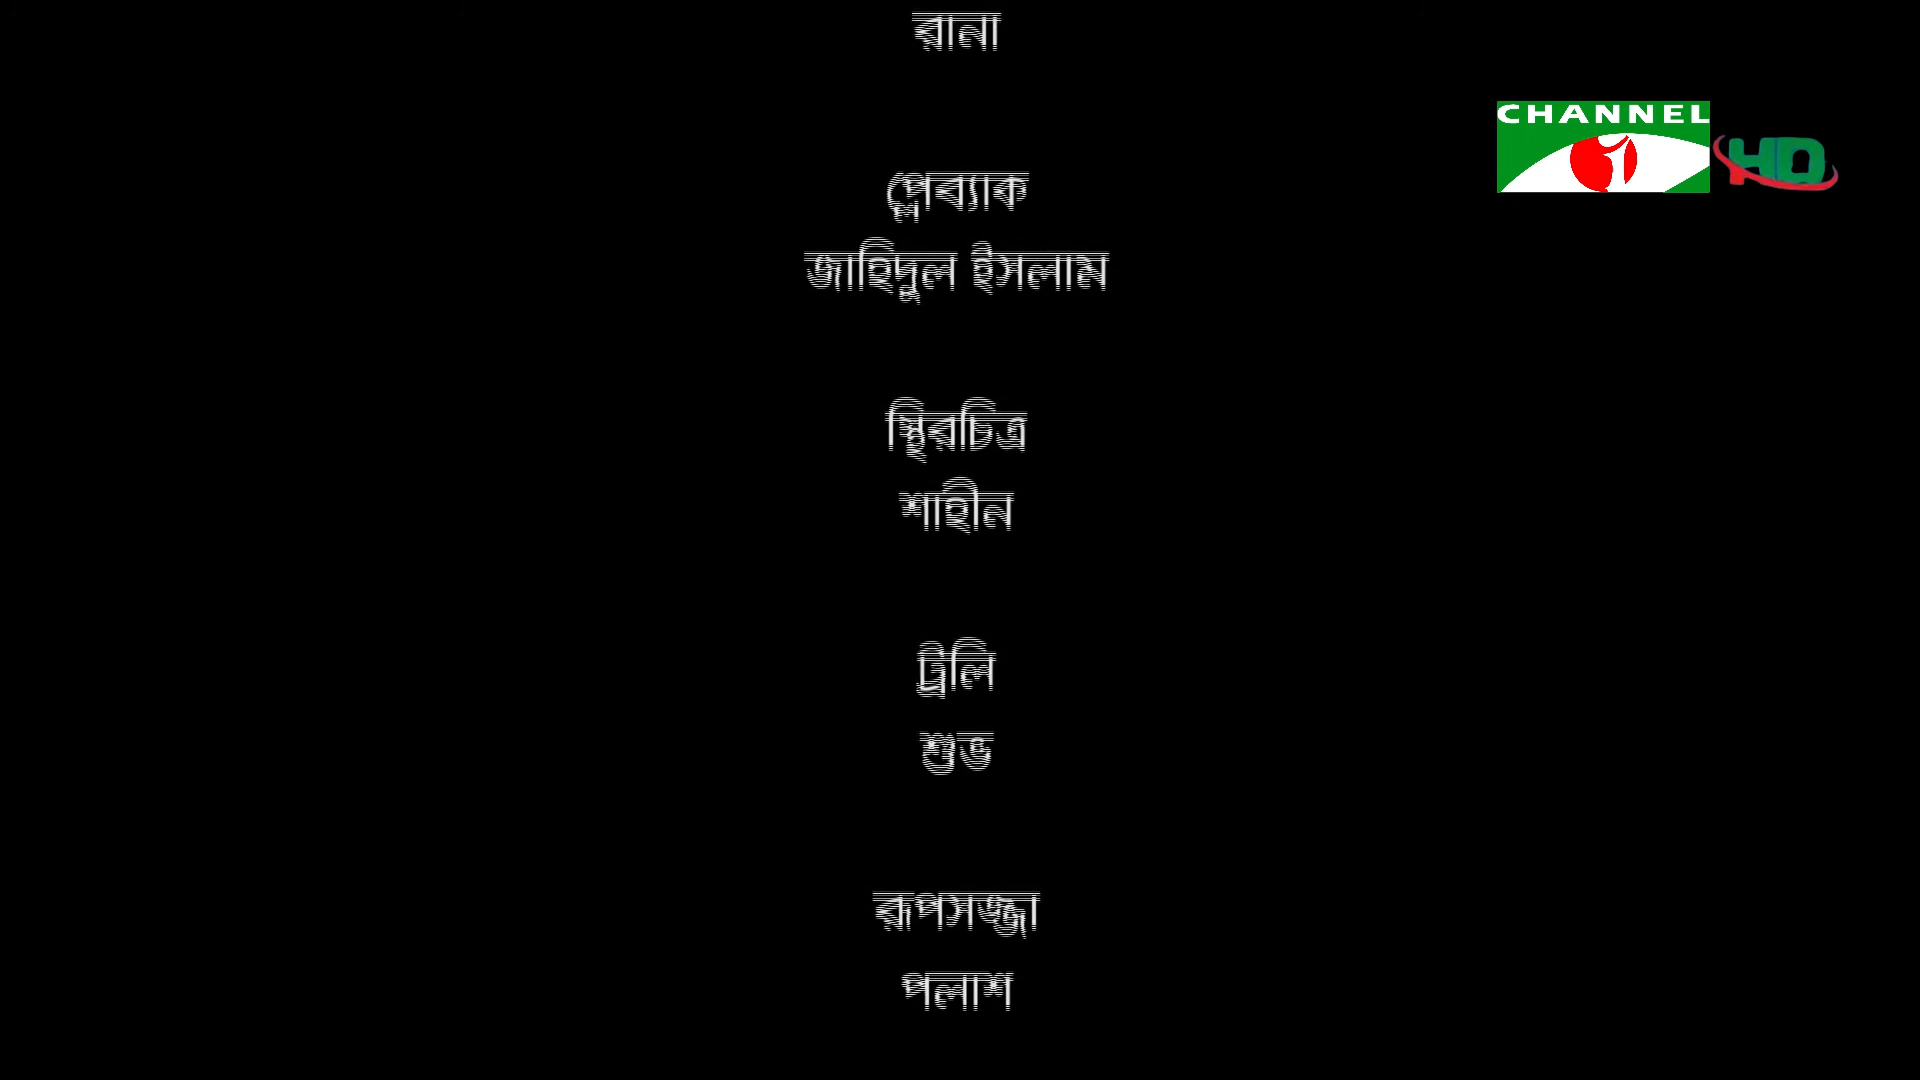 রানা
CHANNEL
HD
প্লেব্যাক
জাহিদুল ইসলাম
স্থিরচিত্র
শাহীন
ট্রলি
শুভ
রূপসজ্জা
পলাশ